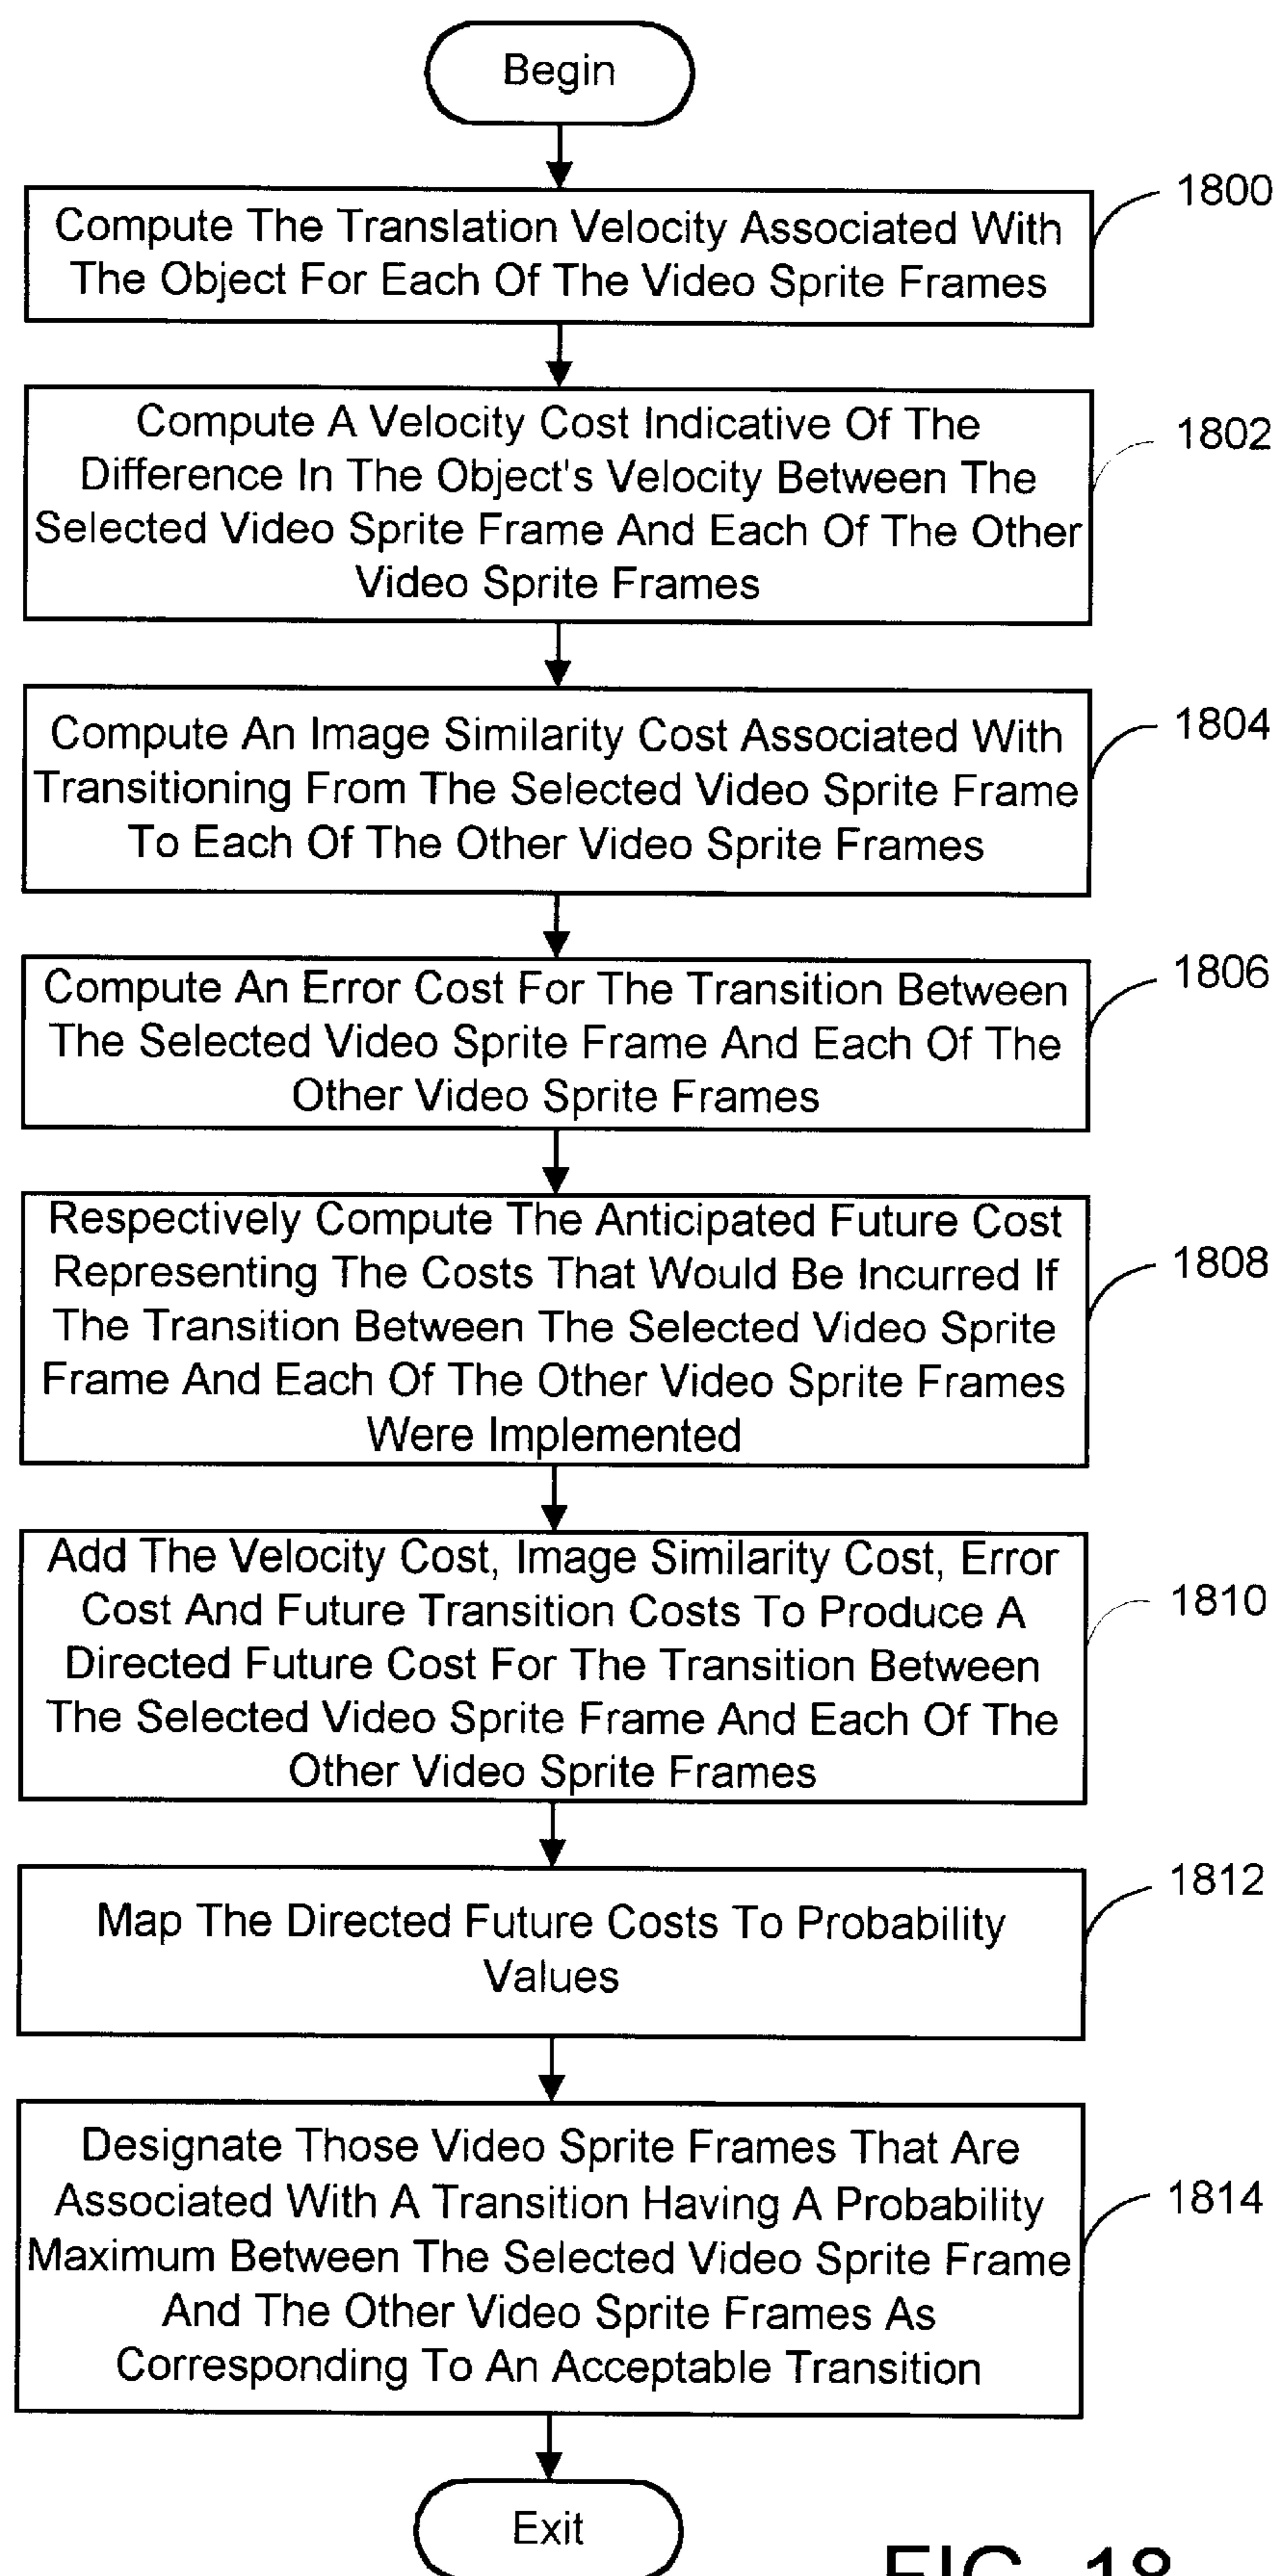 Begin
1800
Compute The Translation Velocity Associated With
The Object For Each Of The Video Sprite Frames
1802
Compute A Velocity Cost Indicative Of The
Difference In The Object's Velocity Between The
Selected Video Sprite Frame And Each Of The Other
Video Sprite Frames
1804
Compute An Image Similarity Cost Associated With
Transitioning From The Selected Video Sprite Frame
To Each Of The Other Video Sprite Frames
1806
Compute An Error Cost For The Transition Between
The Selected Video Sprite Frame And Each Of The
Other Video Sprite Frames
1808
Respectively Compute The Anticipated Future Cost
Representing The Costs That Would Be Incurred If
The Transition Between The Selected Video Sprite
Frame And Each Of The Other Video Sprite Frames
Were Implemented
1810
Add The Velocity Cost, Image Similarity Cost, Error
Cost And Future Transition Costs To Produce A
Directed Future Cost For The Transition Between
The Selected Video Sprite Frame And Each Of The
Other Video Sprite Frames
1812
Map The Directed Future Costs To Probability
Values
1814
Designate Those Video Sprite Frames That Are
Associated With A Transition Having A Probability
Maximum Between The Selected Video Sprite Frame
And The Other Video Sprite Frames As
Corresponding To An Acceptable Transition
Exit
FIG. 18